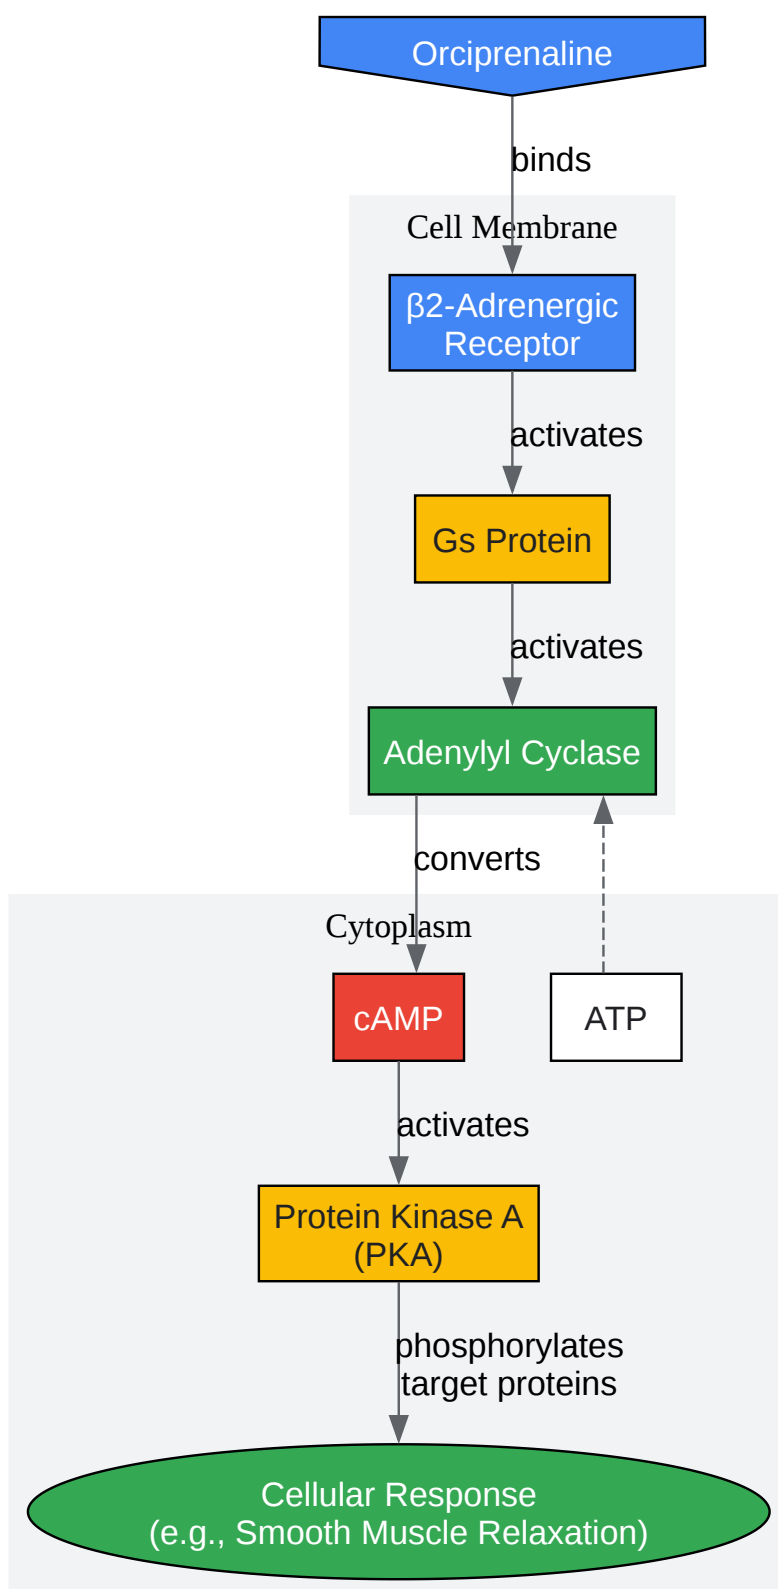 Orciprenaline
binds
Cell Membrane
β2-Adrenergic
Receptor
activates
Gs Protein
activates
Adenylyl Cyclase
converts
Cytoplasm
cAMP
ATP
activates
Protein Kinase A
(PKA)
phosphorylates
target proteins
Cellular Response
(e.g., Smooth Muscle Relaxation)